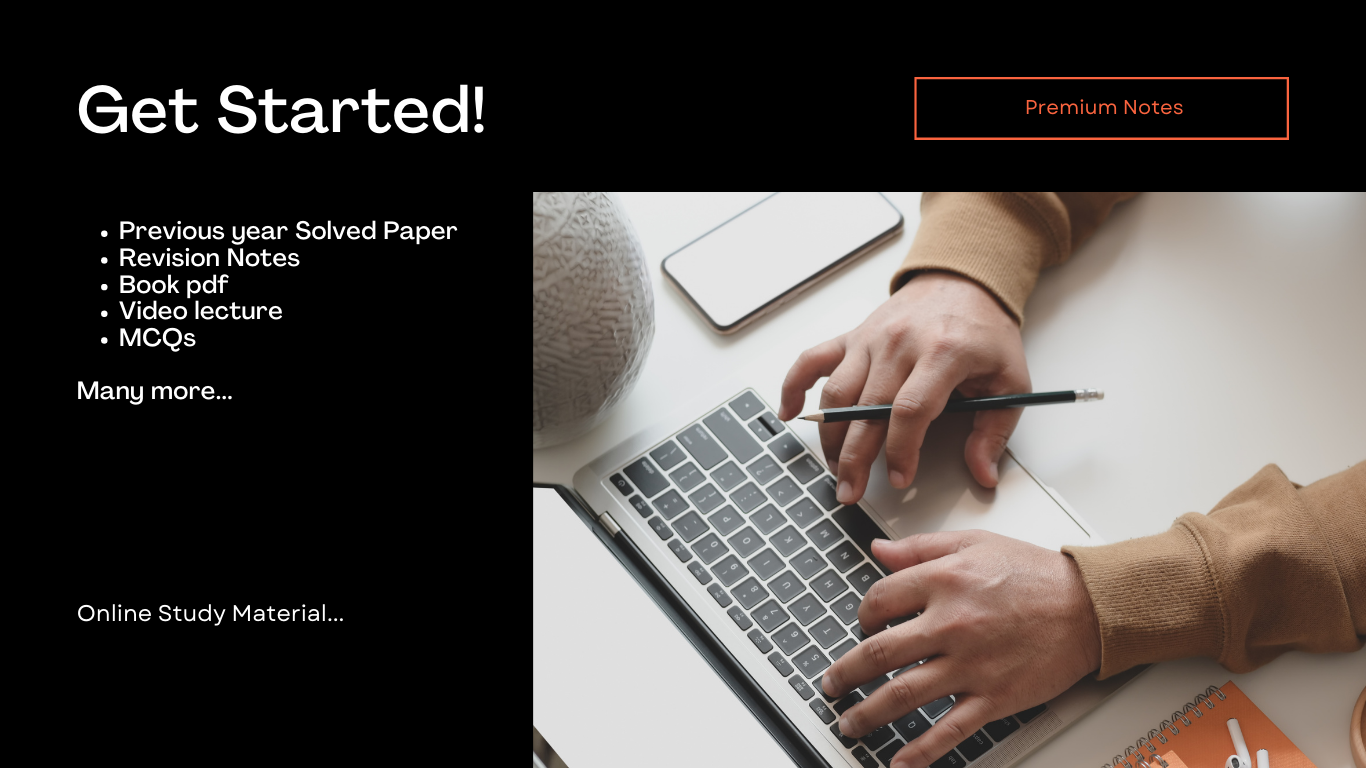 Get Started!
Premium Notes
• Previous year Solved Paper
• Revision Notes
• Book pdf
• Video lecture
• MCQs
Many more...
Online Study Material...